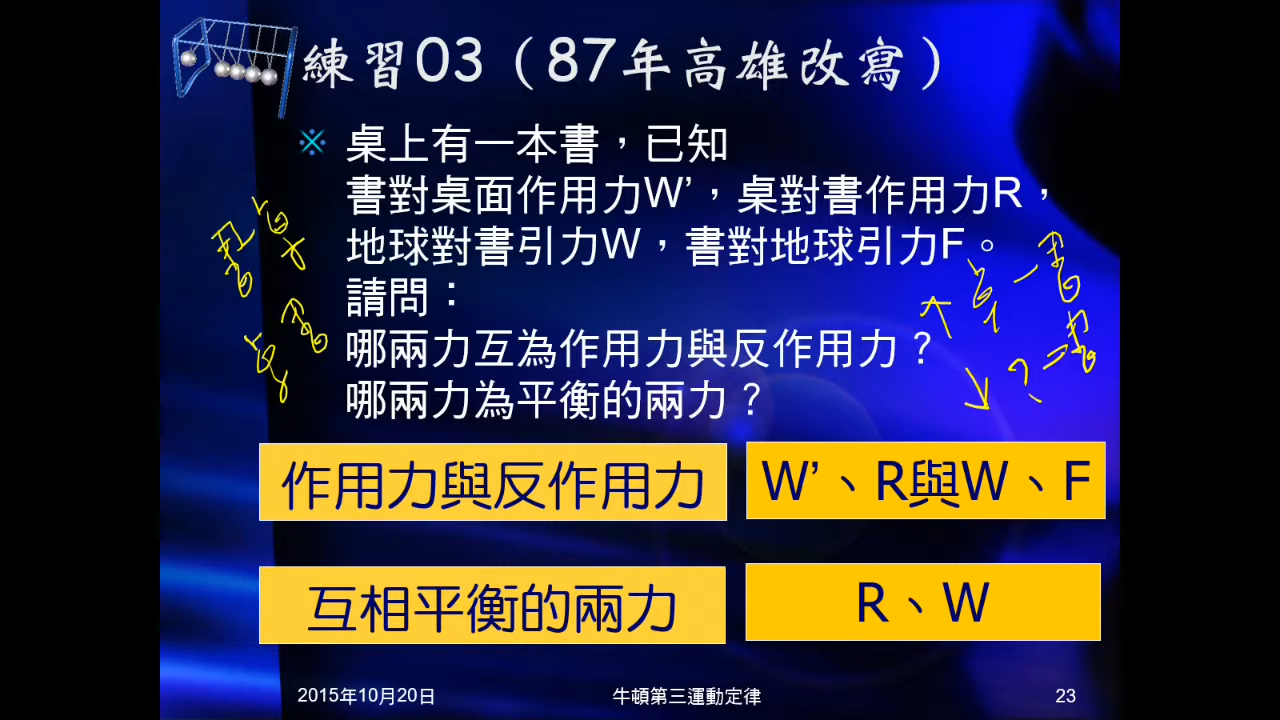 練習03（87年高雄改寫）
※ 桌上有一本書，已知
書對桌面作用力W’，桌對書作用力R，
地球對書引力W，書對地球引力F。
請問：
哪兩力互為作用力與反作用力？
哪兩力為平衡的兩力？
作用力與反作用力
W’、R與W、F
互相平衡的兩力
R、W
2015年10月20日
牛頓第三運動定律
23